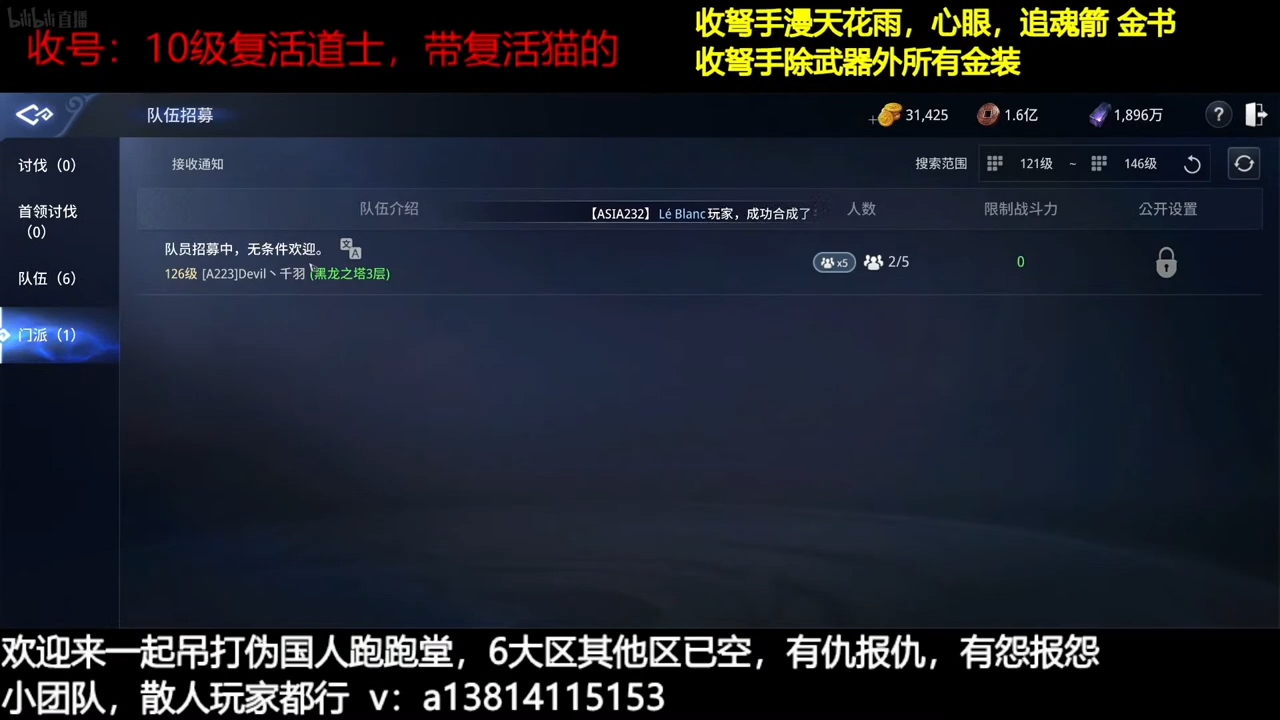 bilibili直播
收号：10级复活道士，带复活猫的
收弩手漫天花雨，心眼，追魂箭 金书
收弩手除武器外所有金装
队伍招募
31,425
1.6亿
1,896万
?
讨伐（0）
首领讨伐
（0）
队伍（6）
门派（1）
接收通知
搜索范围
121级 ~ 146级
队伍介绍
【ASIA232】 Lé Blanc玩家，成功合成了
人数
限制战斗力
公开设置
队员招募中，无条件欢迎。
126级 [A223]Devil丶千羽 (黑龙之塔3层)
x5
2/5
0
欢迎来一起吊打伪国人跑跑堂，6大区其他区已空，有仇报仇，有怨报怨
小团队，散人玩家都行 v：a13814115153